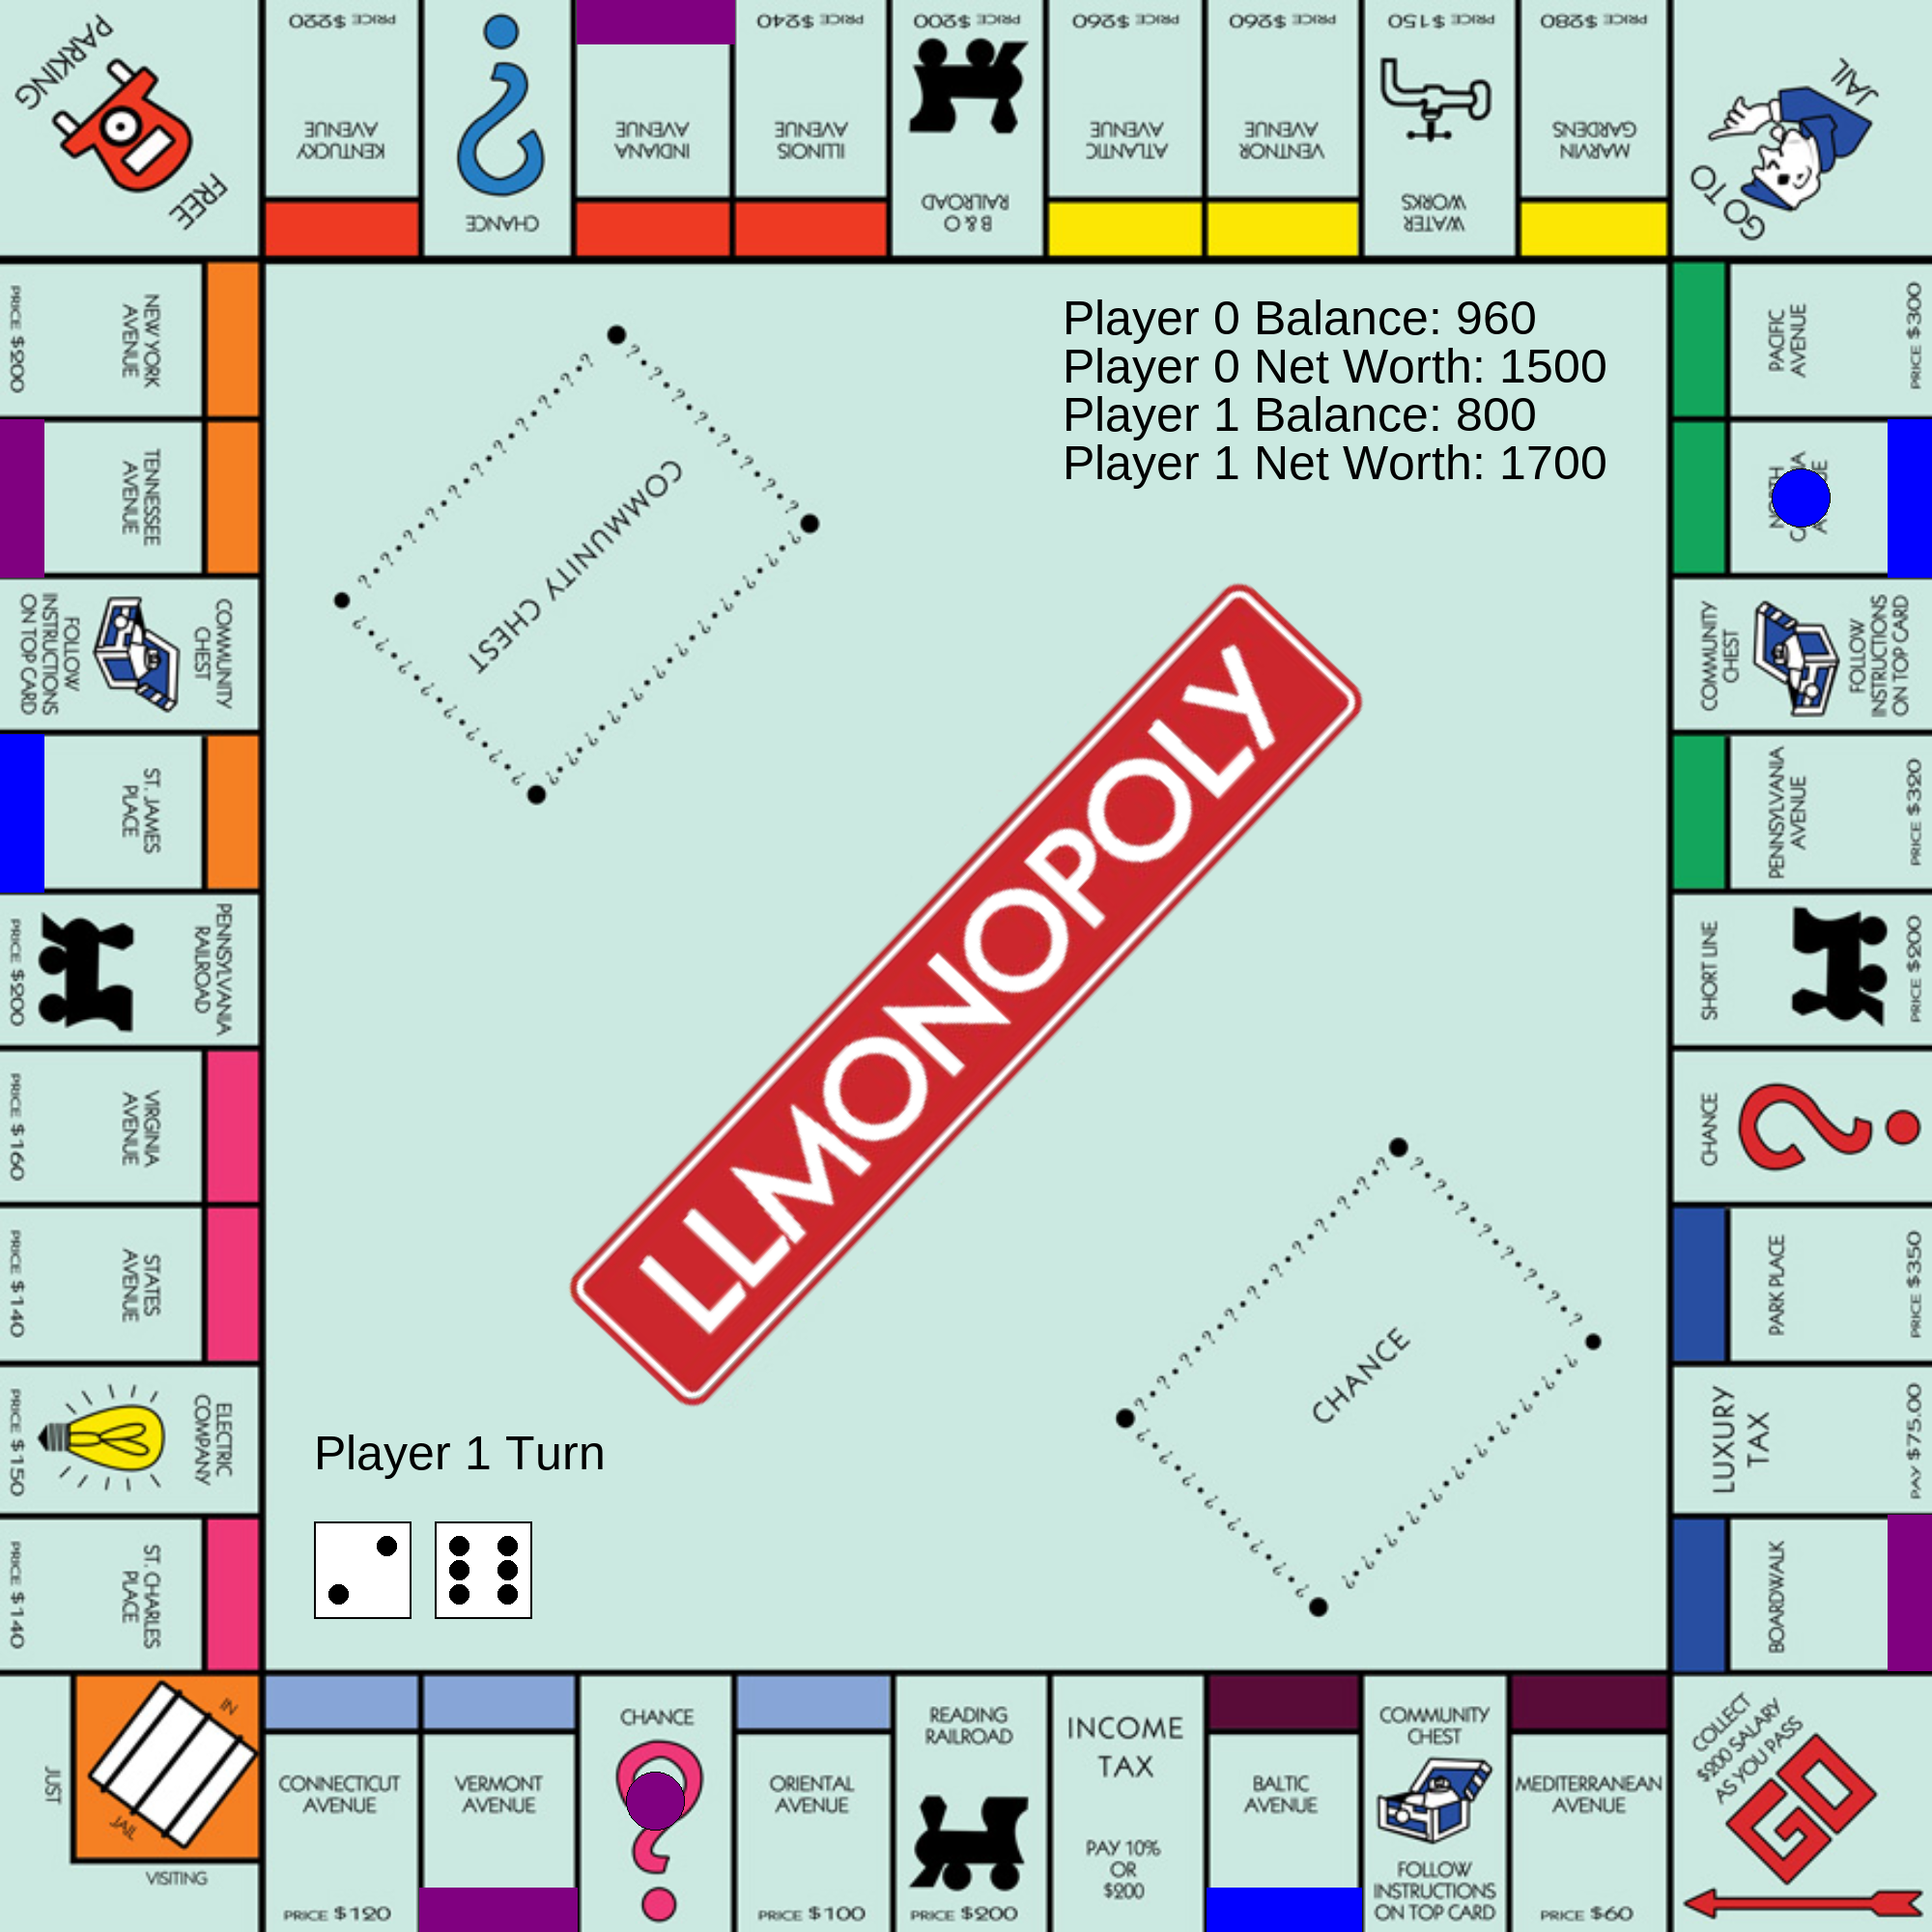 FREE
PARKING
PRICE $220
KENTUCKY
AVENUE
CHANCE
INDIANA
AVENUE
PRICE $240
ILLINOIS
AVENUE
PRICE $200
B & O
RAILROAD
PRICE $260
ATLANTIC
AVENUE
PRICE $260
VENTNOR
AVENUE
PRICE $150
WATER
WORKS
PRICE $280
MARVIN
GARDENS
GO TO
JAIL
NEW YORK
AVENUE
PRICE $200
TENNESSEE
AVENUE
COMMUNITY
CHEST
FOLLOW
INSTRUCTIONS
ON TOP CARD
ST. JAMES
PLACE
PENNSYLVANIA
RAILROAD
PRICE $200
VIRGINIA
AVENUE
PRICE $160
STATES
AVENUE
PRICE $140
ELECTRIC
COMPANY
PRICE $150
ST. CHARLES
PLACE
PRICE $140
Player 0 Balance: 960
Player 0 Net Worth: 1500
Player 1 Balance: 800
Player 1 Net Worth: 1700
COMMUNITY CHEST
LLMONOPOLY
CHANCE
Player 1 Turn
PACIFIC
AVENUE
PRICE $300
NORTH
COMMUNITY
CHEST
FOLLOW
INSTRUCTIONS
ON TOP CARD
PENNSYLVANIA
AVENUE
PRICE $320
SHORT LINE
PRICE $200
CHANCE
PARK PLACE
PRICE $350
LUXURY
TAX
PAY $75.00
BOARDWALK
JUST
VISITING
IN
JAIL
CONNECTICUT
AVENUE
PRICE $120
VERMONT
AVENUE
CHANCE
ORIENTAL
AVENUE
PRICE $100
READING
RAILROAD
PRICE $200
INCOME
TAX
PAY 10%
OR
$200
BALTIC
AVENUE
COMMUNITY
CHEST
FOLLOW
INSTRUCTIONS
ON TOP CARD
MEDITERRANEAN
AVENUE
PRICE $60
COLLECT
$200 SALARY
AS YOU PASS
GO